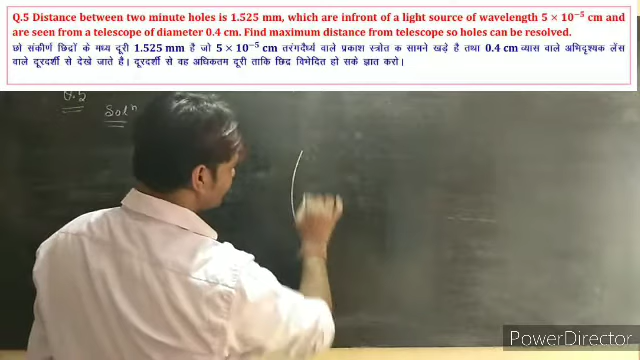 Q.5 Distance between two minute holes is 1.525 mm, which are infront of a light source of wavelength 5 × 10⁻⁵ cm and
are seen from a telescope of diameter 0.4 cm. Find maximum distance from telescope so holes can be resolved.
छो संकीर्ण छिद्रों के मध्य दूरी 1.525 mm है जो 5 × 10⁻⁵ cm तरंगदैर्ध्य वाले प्रकाश स्त्रोत क सामने खड़े है तथा 0.4 cm व्यास वाले अभिदृश्यक लेंस
वाले दूरदर्शी से देखे जाते है। दूरदर्शी से वह अधिकतम दूरी ताकि छिद्र विभेदित हो सके ज्ञात करो।
Q.5
Solⁿ
PowerDirector